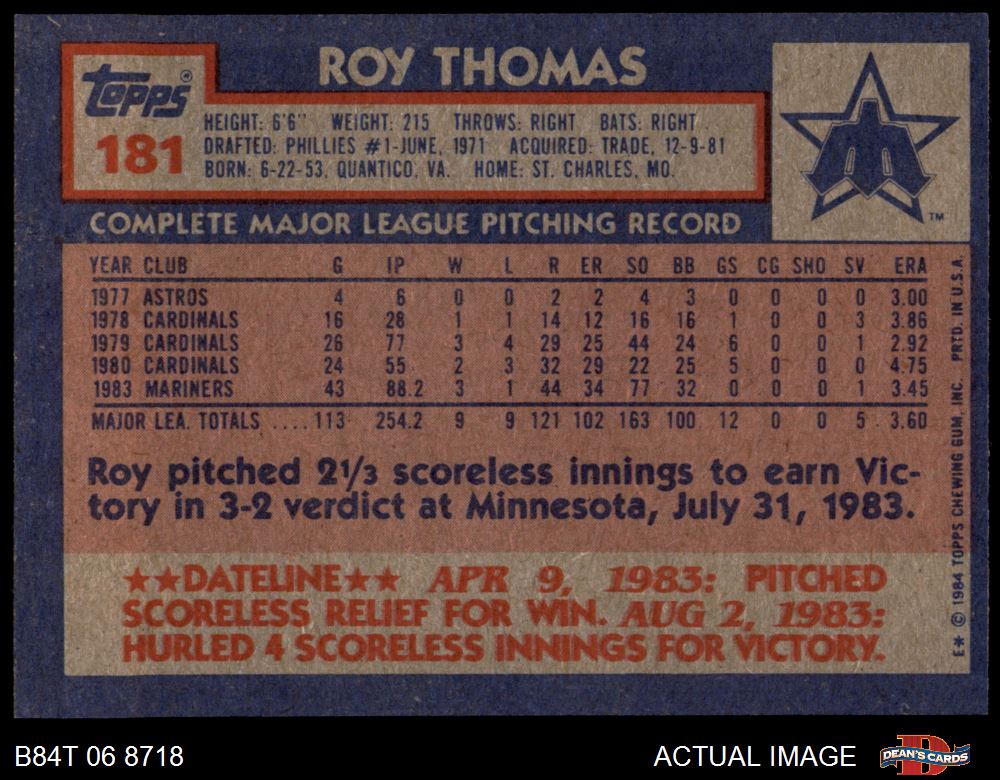 ROY THOMAS
Topps®
181
HEIGHT: 6'6" WEIGHT: 215 THROWS: RIGHT BATS: RIGHT
DRAFTED: PHILLIES #1-JUNE, 1971 ACQUIRED: TRADE, 12-9-81
BORN: 6-22-53, QUANTICO, VA. HOME: ST. CHARLES, MO.
TM
COMPLETE MAJOR LEAGUE PITCHING RECORD
YEAR CLUB G IP W L R ER SO BB GS CG SHO SV ERA
1977 ASTROS 4 6 0 0 2 2 4 3 0 0 0 0 3.00
1978 CARDINALS 16 28 1 1 14 12 16 16 1 0 0 3 3.86
1979 CARDINALS 26 77 3 4 29 25 44 24 6 0 0 1 2.92
1980 CARDINALS 24 55 2 3 32 29 22 25 5 0 0 0 4.75
1983 MARINERS 43 88.2 3 1 44 34 77 32 0 0 0 1 3.45
MAJOR LEA. TOTALS ....113 254.2 9 9 121 102 163 100 12 0 0 5 3.60
Roy pitched 2⅓ scoreless innings to earn Vic-
tory in 3-2 verdict at Minnesota, July 31, 1983.
★★DATELINE★★ APR 9, 1983: PITCHED
SCORELESS RELIEF FOR WIN. AUG 2, 1983:
HURLED 4 SCORELESS INNINGS FOR VICTORY.
E* © 1984 TOPPS CHEWING GUM, INC. PRTD. IN U.S.A.
B84T 06 8718
ACTUAL IMAGE
DEAN'S CARDS